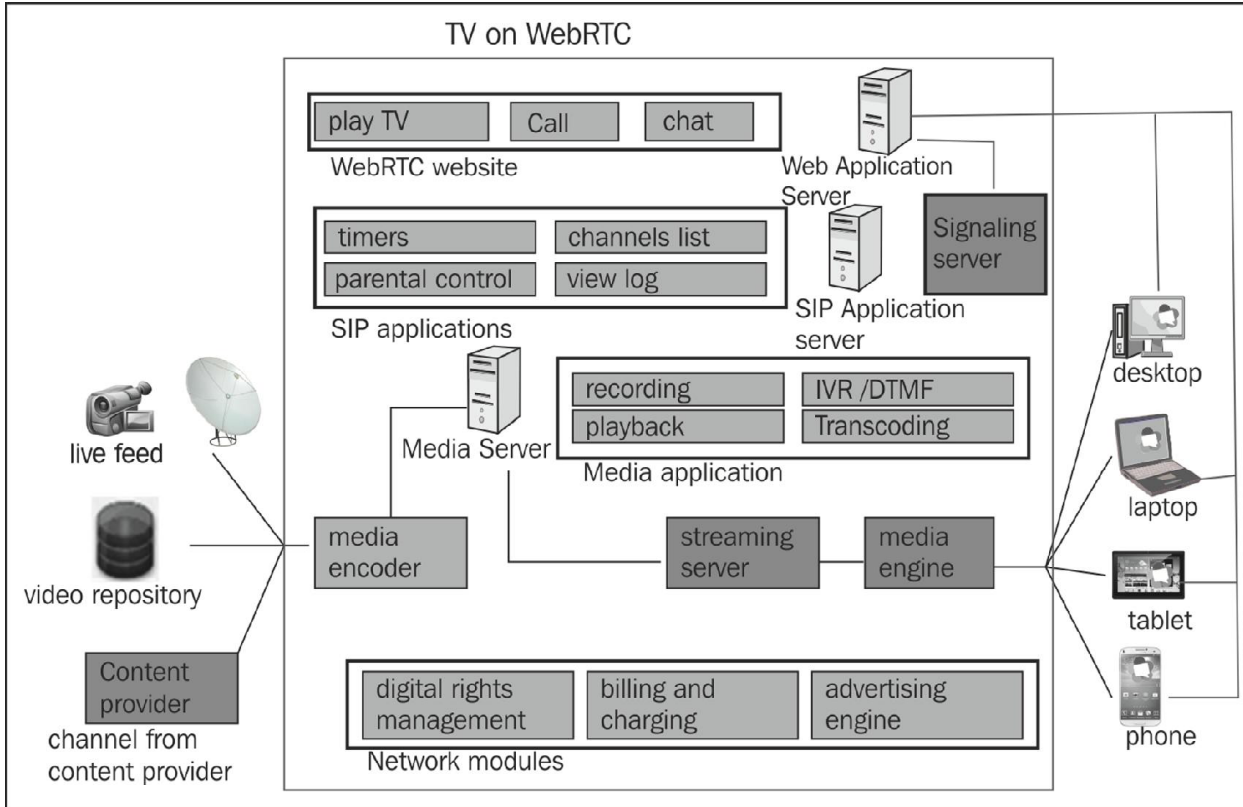 TV on WebRTC
play TV
Call
chat
WebRTC website
Web Application
Server
timers
channels list
parental control
view log
SIP applications
SIP Application
server
Signaling
server
live feed
video repository
Content
provider
channel from
content provider
Media Server
recording
IVR /DTMF
playback
Transcoding
Media application
media
encoder
streaming
server
media
engine
digital rights
management
billing and
charging
advertising
engine
Network modules
desktop
laptop
tablet
phone